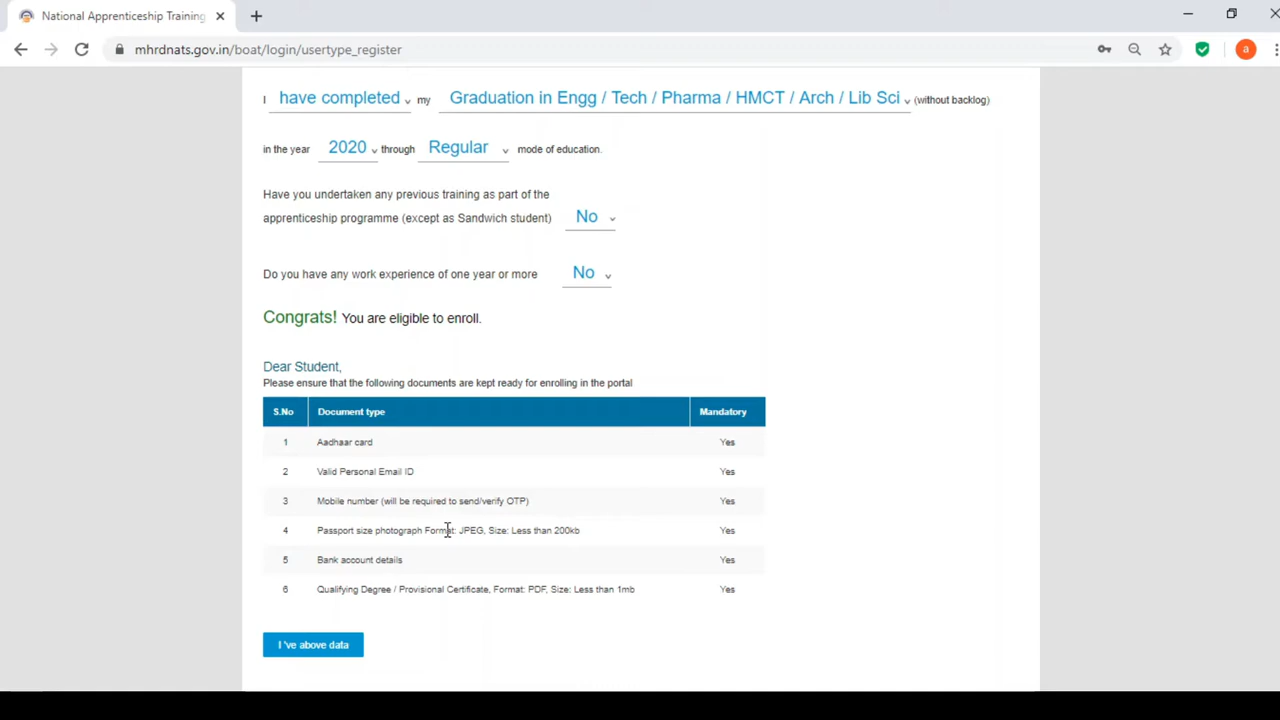 National Apprenticeship Training
mhrdnats.gov.in/boat/login/usertype_register
a
I have completed my Graduation in Engg / Tech / Pharma / HMCT / Arch / Lib Sci (without backlog)
in the year 2020 through Regular mode of education.
Have you undertaken any previous training as part of the
apprenticeship programme (except as Sandwich student) No
Do you have any work experience of one year or more No
Congrats! You are eligible to enroll.
Dear Student,
Please ensure that the following documents are kept ready for enrolling in the portal
S.No Document type Mandatory
1 Aadhaar card Yes
2 Valid Personal Email ID Yes
3 Mobile number (will be required to send/verify OTP) Yes
4 Passport size photograph Format: JPEG, Size: Less than 200kb Yes
5 Bank account details Yes
6 Qualifying Degree / Provisional Certificate, Format: PDF, Size: Less than 1mb Yes
I 've above data